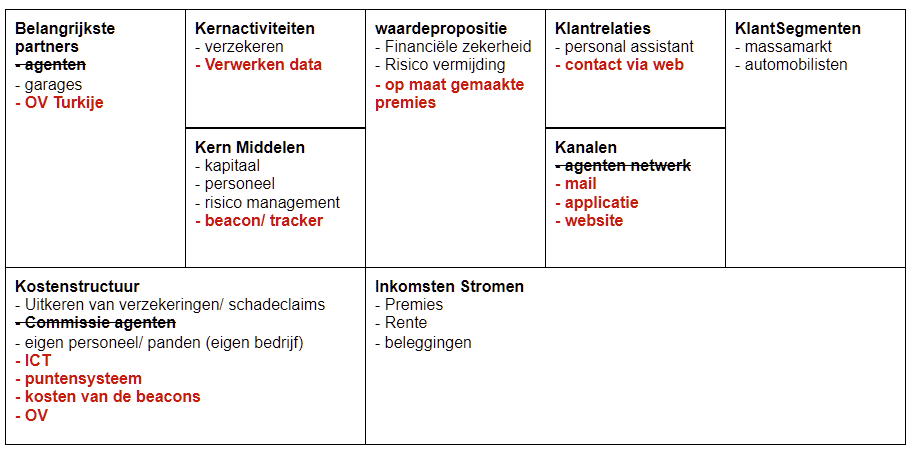 Belangrijkste
partners
- agenten
- garages
- OV Turkije
Kernactiviteiten
- verzekeren
- Verwerken data
Kern Middelen
- kapitaal
- personeel
- risico management
- beacon/ tracker
waardepropositie
- Financiële zekerheid
- Risico vermijding
- op maat gemaakte
premies
Klantrelaties
- personal assistant
- contact via web
Kanalen
- agenten netwerk
- mail
- applicatie
- website
KlantSegmenten
- massamarkt
- automobilisten
Kostenstructuur
- Uitkeren van verzekeringen/ schadeclaims
- Commissie agenten
- eigen personeel/ panden (eigen bedrijf)
- ICT
- puntensysteem
- kosten van de beacons
- OV
Inkomsten Stromen
- Premies
- Rente
- beleggingen